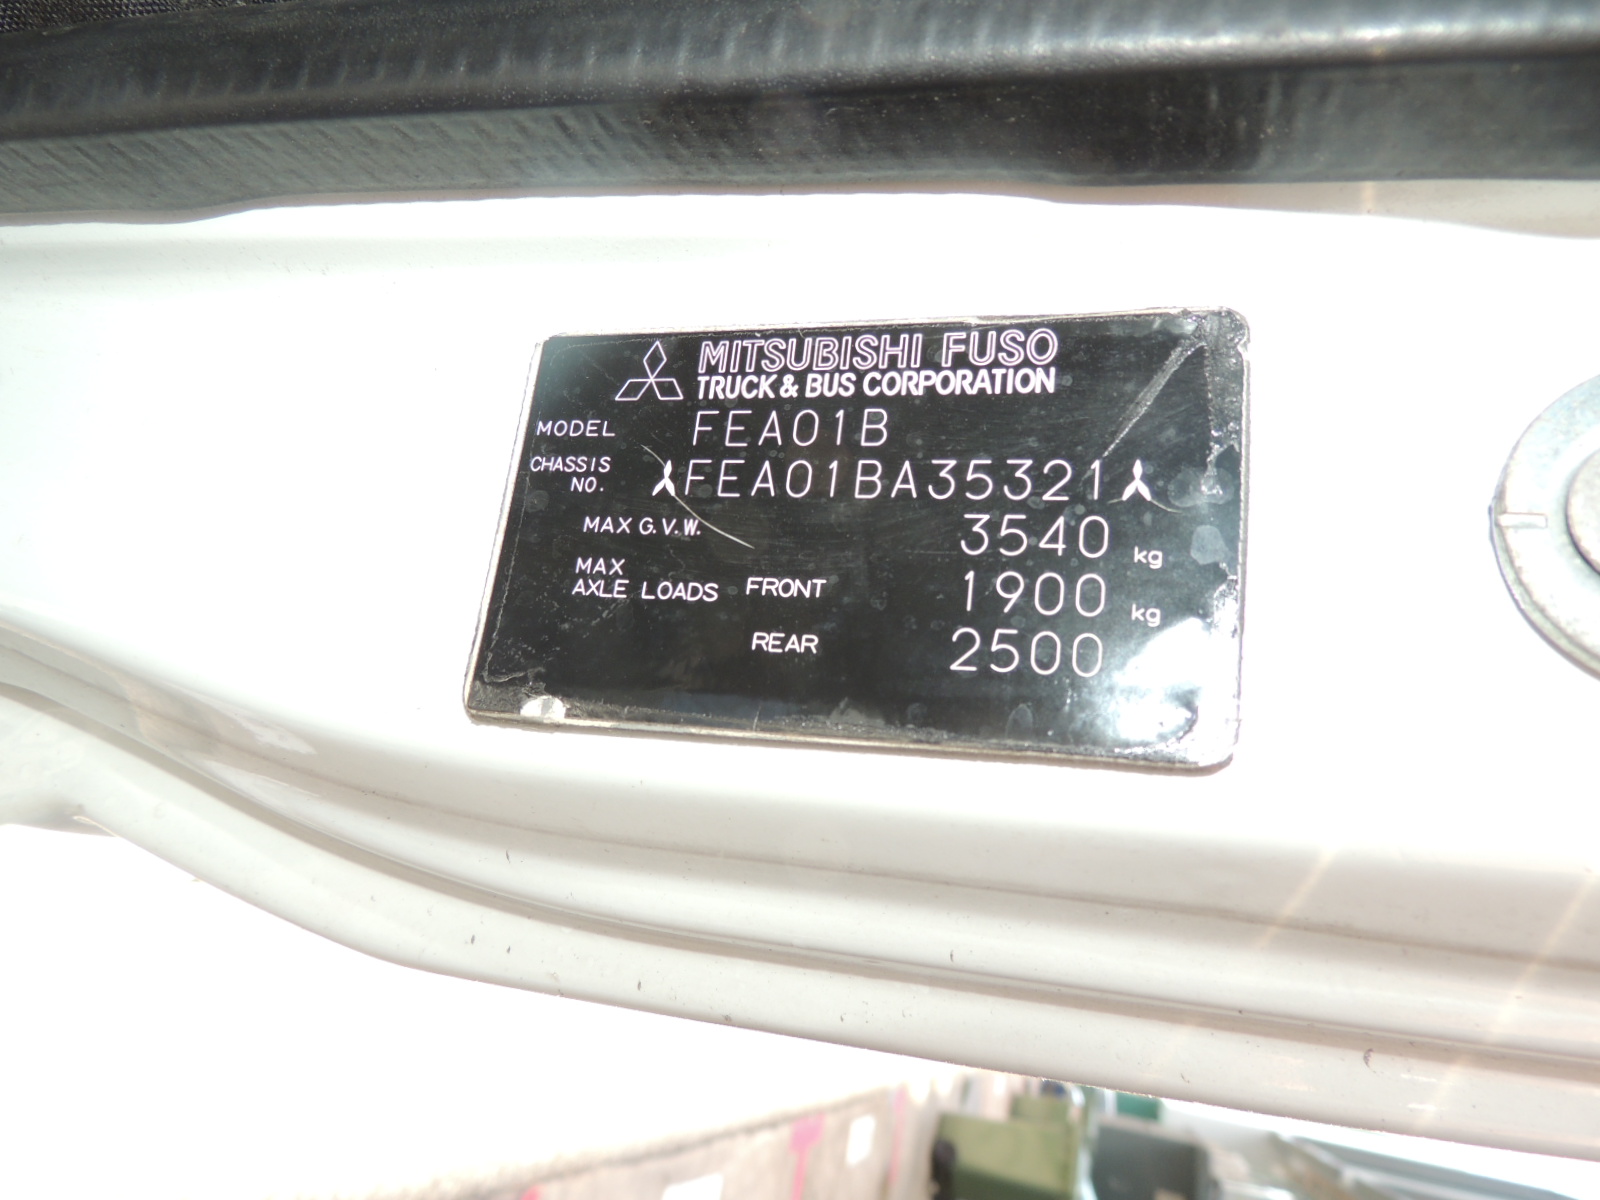 MITSUBISHI FUSO
TRUCK & BUS CORPORATION
MODEL FEA01B
CHASSIS NO. FEA01BA35321
MAX G.V.W. 3540 kg
MAX AXLE LOADS FRONT 1900 kg
REAR 2500